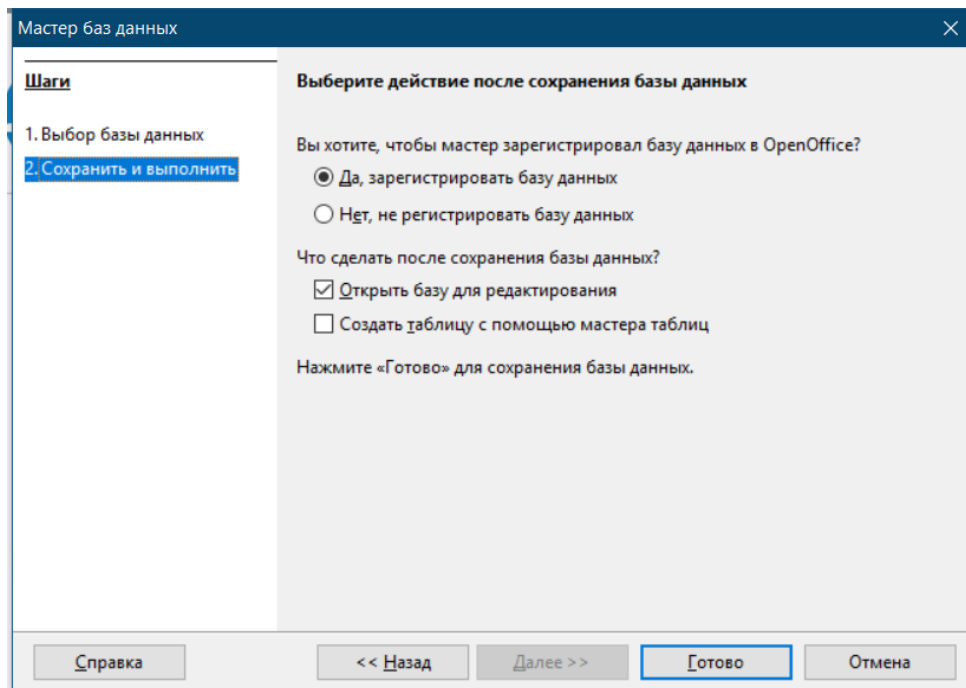 Мастер баз данных
Шаги
1. Выбор базы данных
2. Сохранить и выполнить
Выберите действие после сохранения базы данных
Вы хотите, чтобы мастер зарегистрировал базу данных в OpenOffice?
Да, зарегистрировать базу данных
Нет, не регистрировать базу данных
Что сделать после сохранения базы данных?
Открыть базу для редактирования
Создать таблицу с помощью мастера таблиц
Нажмите «Готово» для сохранения базы данных.
Справка
<< Назад
Далее >>
Готово
Отмена